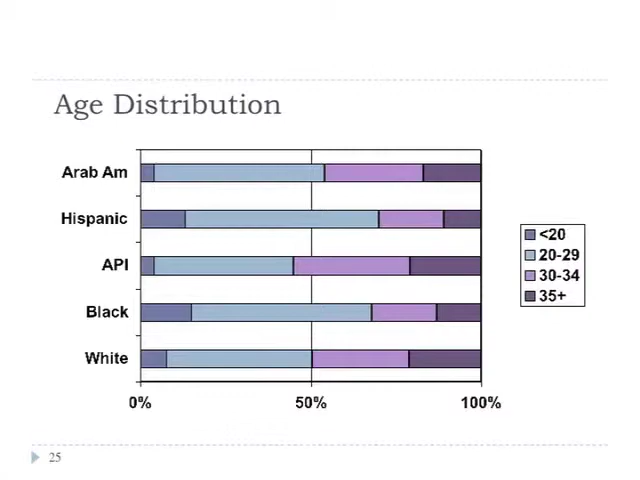 Age Distribution
Arab Am
Hispanic
API
Black
White
0%
50%
100%
<20
20-29
30-34
35+
25